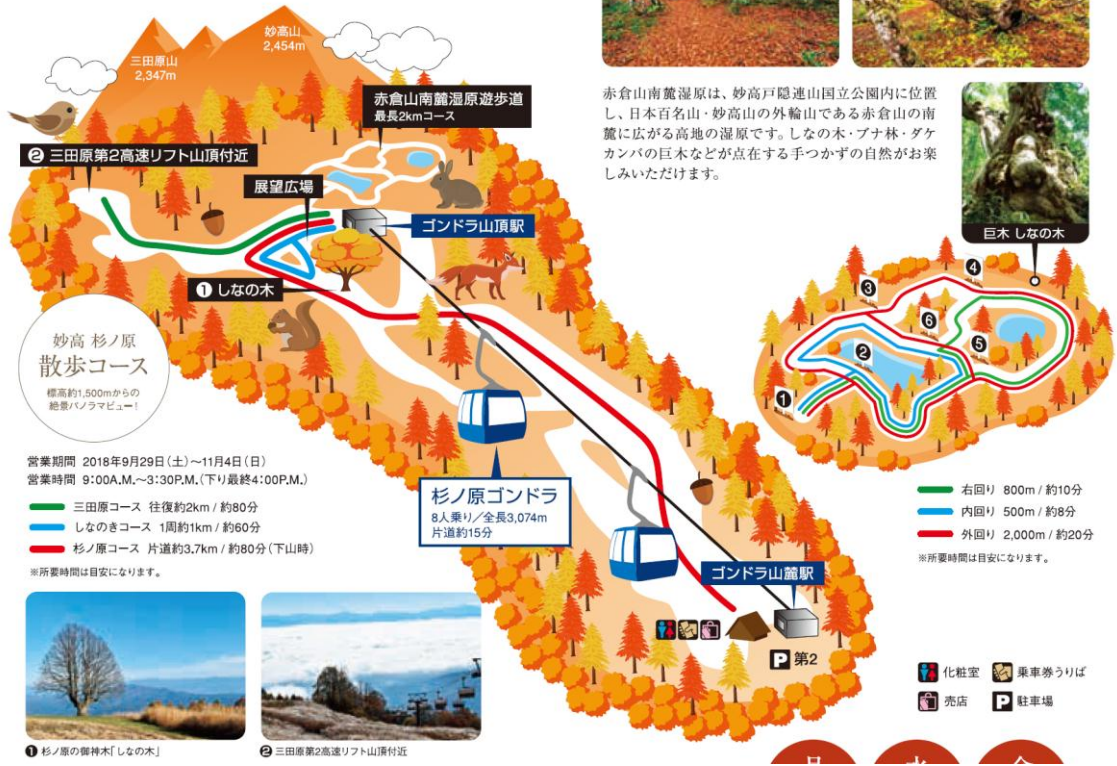 妙高山
2,454m
三田原山
2,347m
赤倉山南麓湿原遊歩道
最長2kmコース
❷ 三田原第2高速リフト山頂付近
展望広場
ゴンドラ山頂駅
❶ しなの木
妙高 杉ノ原
散歩コース
標高約1,500mからの
絶景パノラマビュー!
営業期間 2018年9月29日(土)〜11月4日(日)
営業時間 9:00A.M.〜3:30P.M.(下り最終4:00P.M.)
三田原コース 往復約2km / 約80分
しなのきコース 1周約1km / 約60分
杉ノ原コース 片道約3.7km / 約80分(下山時)
※所要時間は目安になります。
杉ノ原ゴンドラ
8人乗り/全長3,074m
片道約15分
ゴンドラ山麓駅
P 第2
❶ 杉ノ原の御神木「しなの木」
❷ 三田原第2高速リフト山頂付近
赤倉山南麓湿原は、妙高戸隠連山国立公園内に位置
し、日本百名山・妙高山の外輪山である赤倉山の南
麓に広がる高地の湿原です。しなの木・ブナ林・ダケ
カンバの巨木などが点在する手つかずの自然がお楽
しみいただけます。
巨木 しなの木
❹
❸
❻
❺
❷
❶
右回り 800m / 約10分
内回り 500m / 約8分
外回り 2,000m / 約20分
※所要時間は目安になります。
化粧室
乗車券うりば
売店
P 駐車場